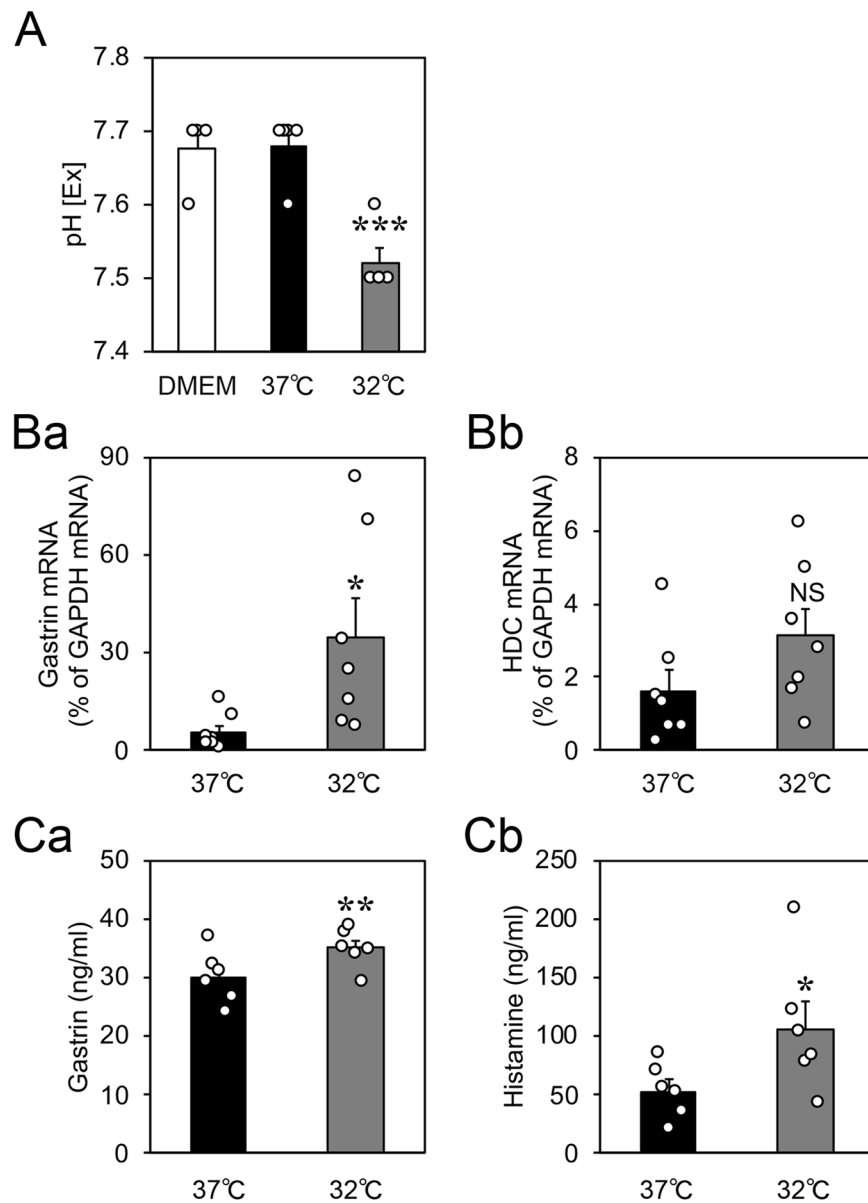 A
pH [Ex]
7.8
7.7
7.6
7.5
7.4
***
DMEM 37℃ 32℃
Ba
Gastrin mRNA
(% of GAPDH mRNA)
90
60
30
0
*
37℃ 32℃
Bb
HDC mRNA
(% of GAPDH mRNA)
8
6
4
2
0
NS
37℃ 32℃
Ca
Gastrin (ng/ml)
50
40
30
20
10
0
**
37℃ 32℃
Cb
Histamine (ng/ml)
250
200
150
100
50
0
*
37℃ 32℃